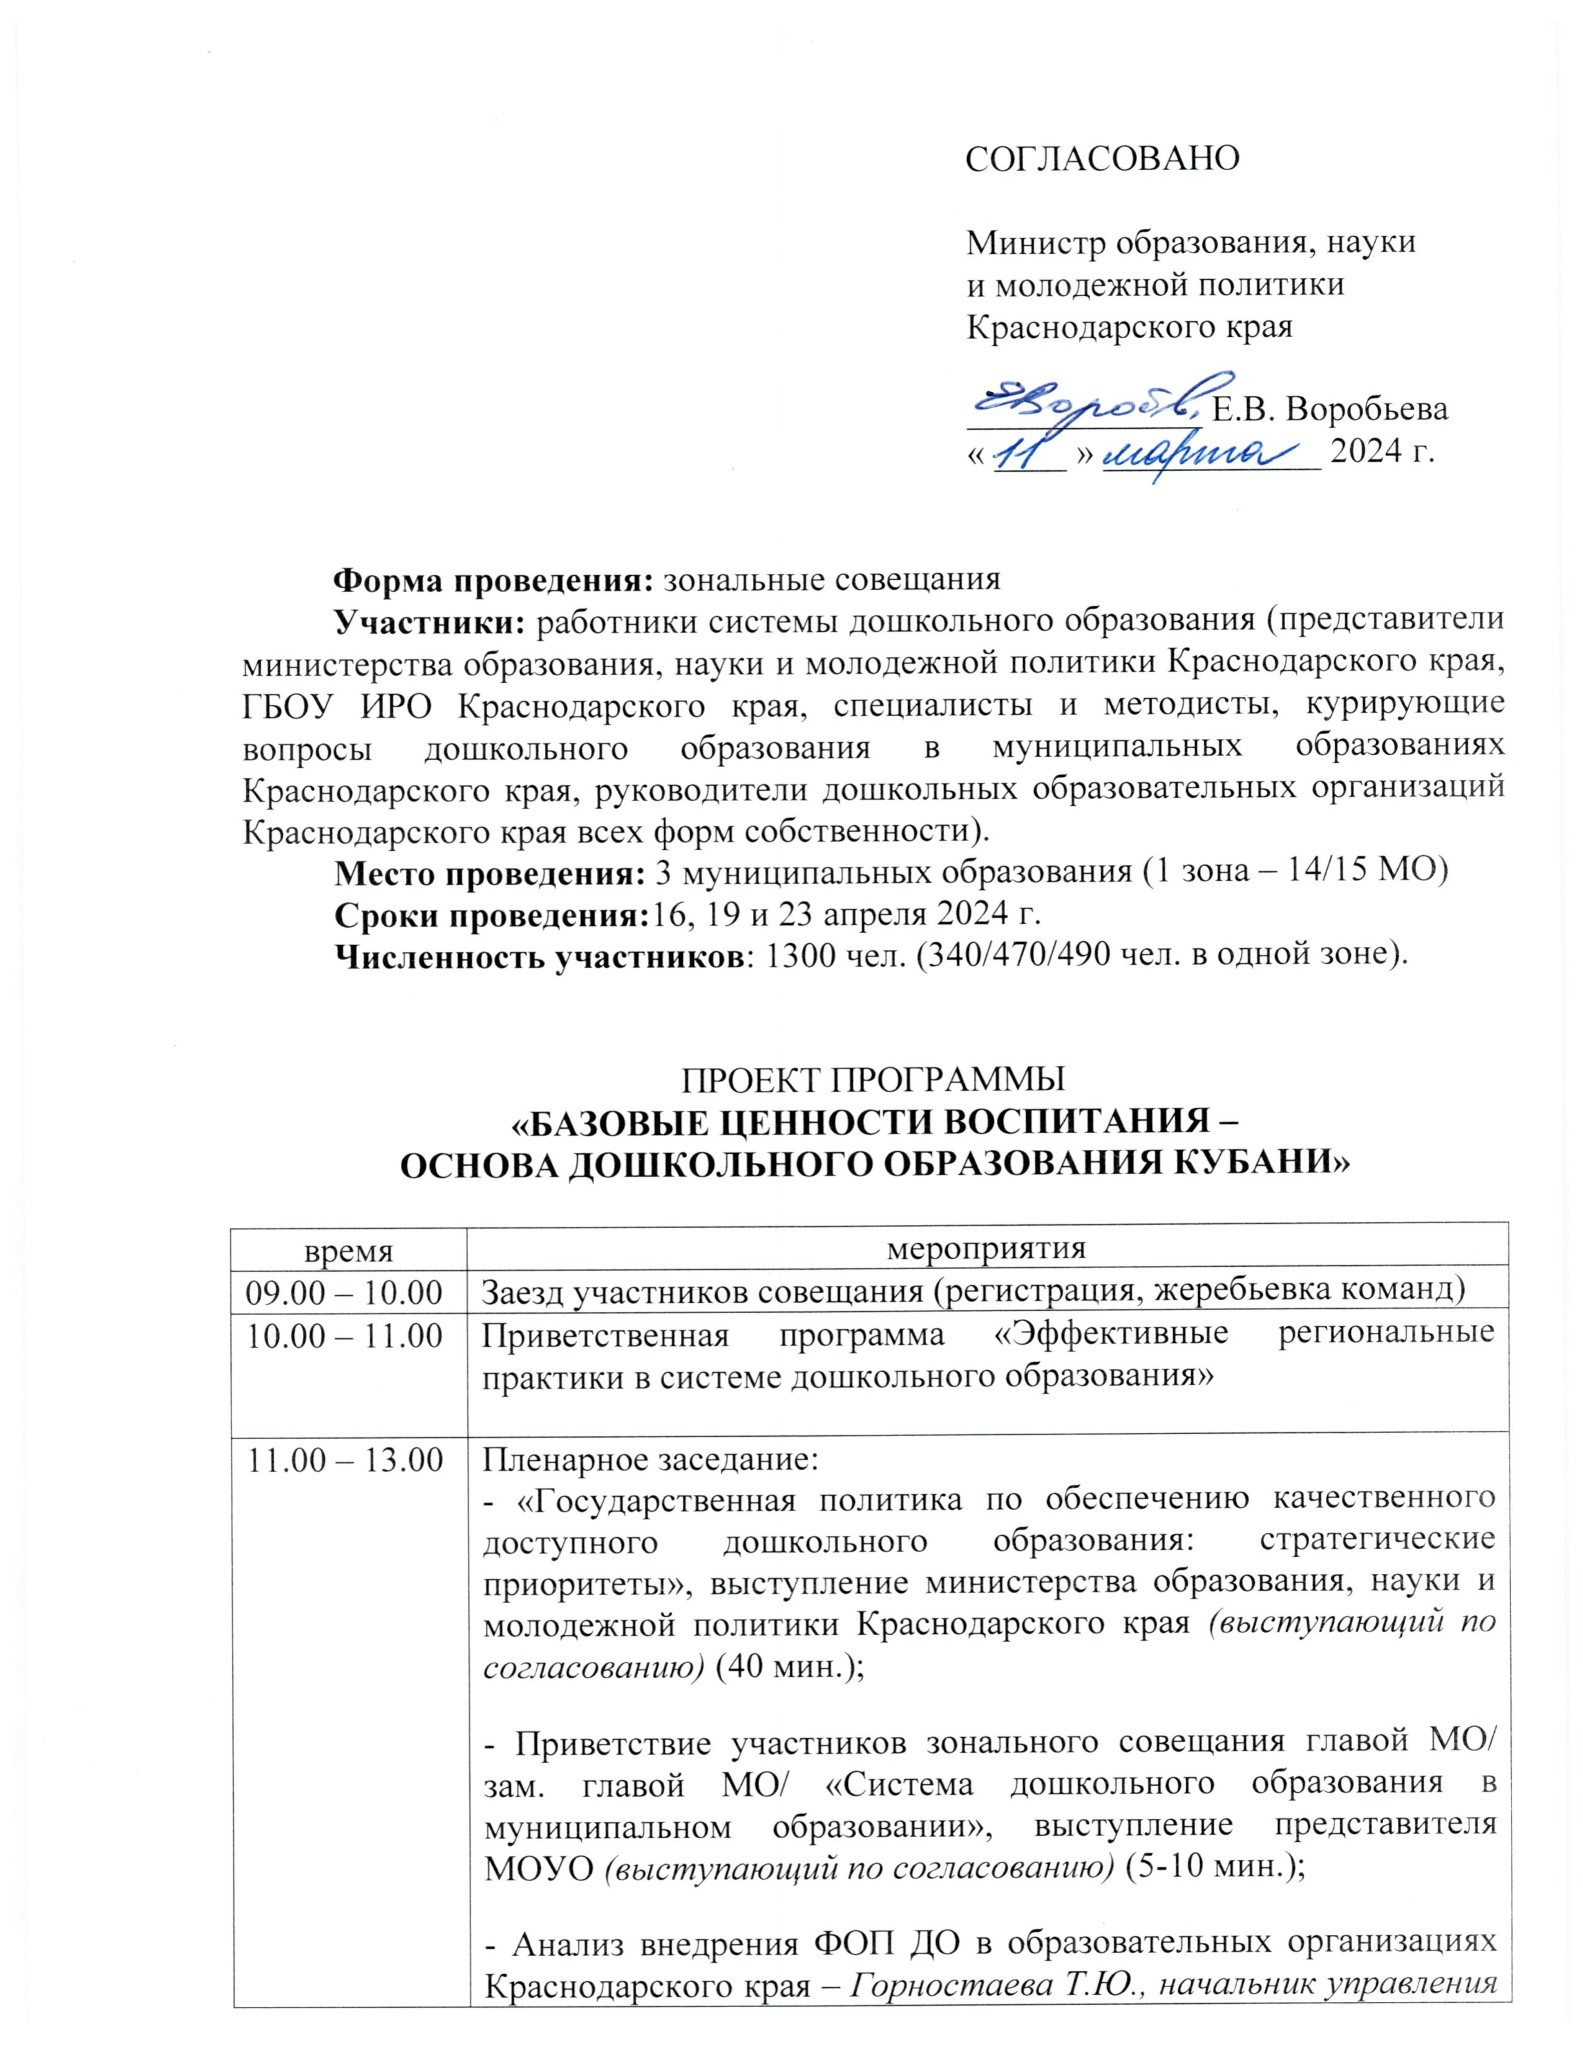 СОГЛАСОВАНО
Министр образования, науки
и молодежной политики
Краснодарского края
Е.В. Воробьева
« 11 » марта 2024 г.
Форма проведения: зональные совещания
Участники: работники системы дошкольного образования (представители
министерства образования, науки и молодежной политики Краснодарского края,
ГБОУ ИРО Краснодарского края, специалисты и методисты, курирующие
вопросы дошкольного образования в муниципальных образованиях
Краснодарского края, руководители дошкольных образовательных организаций
Краснодарского края всех форм собственности).
Место проведения: 3 муниципальных образования (1 зона – 14/15 МО)
Сроки проведения:16, 19 и 23 апреля 2024 г.
Численность участников: 1300 чел. (340/470/490 чел. в одной зоне).
ПРОЕКТ ПРОГРАММЫ
«БАЗОВЫЕ ЦЕННОСТИ ВОСПИТАНИЯ –
ОСНОВА ДОШКОЛЬНОГО ОБРАЗОВАНИЯ КУБАНИ»
время мероприятия
09.00 – 10.00 Заезд участников совещания (регистрация, жеребьевка команд)
10.00 – 11.00 Приветственная программа «Эффективные региональные
практики в системе дошкольного образования»
11.00 – 13.00 Пленарное заседание:
- «Государственная политика по обеспечению качественного
доступного дошкольного образования: стратегические
приоритеты», выступление министерства образования, науки и
молодежной политики Краснодарского края (выступающий по
согласованию) (40 мин.);
- Приветствие участников зонального совещания главой МО/
зам. главой МО/ «Система дошкольного образования в
муниципальном образовании», выступление представителя
МОУО (выступающий по согласованию) (5-10 мин.);
- Анализ внедрения ФОП ДО в образовательных организациях
Краснодарского края – Горностаева Т.Ю., начальник управления